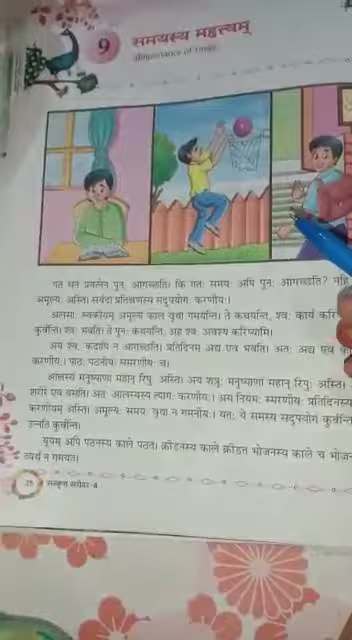 9
समयस्य महत्त्वम्
(Importance of Time)
गतं धनं प्रयत्नेन पुनः आगच्छति। किं गतः समयः अपि पुनः आगच्छति? नहि
अमूल्यः अस्ति। सर्वदा प्रतिक्षणस्य सदुपयोगः करणीयः।
अलसाः स्वकीयम् अमूल्यं कालं वृथा गमयन्ति। ते कथयन्ति, श्वः कार्यं
कुर्वन्ति। श्वः भवति। ते पुनः कथयन्ति, अहं श्वः अवश्यं करिष्यामि।
अयं श्वः कदापि न आगच्छति। प्रतिदिनम् अद्य एव भवति। अतः अद्य एव
करणीयः। पाठः पठनीयः स्मरणीयः च।
आलस्यं मनुष्याणां महान् रिपुः अस्ति। अयं शत्रुः मनुष्याणां महान् रिपुः अस्ति।
शरीरे एव वसति। अतः आलस्यस्य त्यागः करणीयः। अयं नियमः स्मरणीयः प्रतिदिनस्य
करणीयम् अस्ति। अमूल्यः समयः वृथा न गमनीयः। यतः ये समयस्य सदुपयोगं कुर्वन्ति
उन्नतिं कुर्वन्ति।
यूयम् अपि पठनस्य काले पठत। क्रीडनस्य काले क्रीडत भोजनस्य काले च
व्यर्थं न गमयत।
28 संस्कृत सरोवर-4